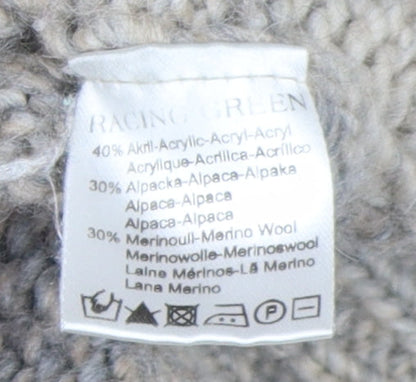 RACING GREEN
40% Akril-Acrylic-Acryl-Acryl
Acrylique-Acrilica-Acrílico
30% Alpacka-Alpaca-Alpaka
Alpaca-Alpaca
Alpaca-Alpaca
30% Merinoull-Merino Wool
Merinowolle-Merinoswool
Laine Mérinos-Lã Merino
Lana Merino
P